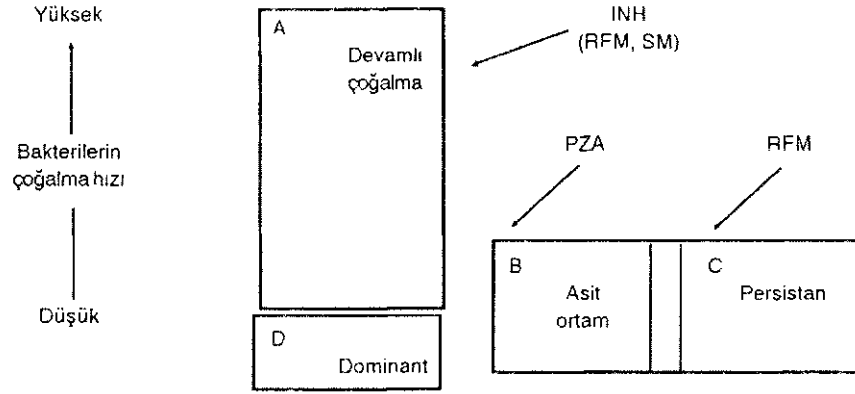 Yüksek
Bakterilerin
çoğalma hızı
Düşük
A
Devamlı
çoğalma
INH
(RFM, SM)
PZA
RFM
B
Asit
ortam
C
Persistan
D
Dominant